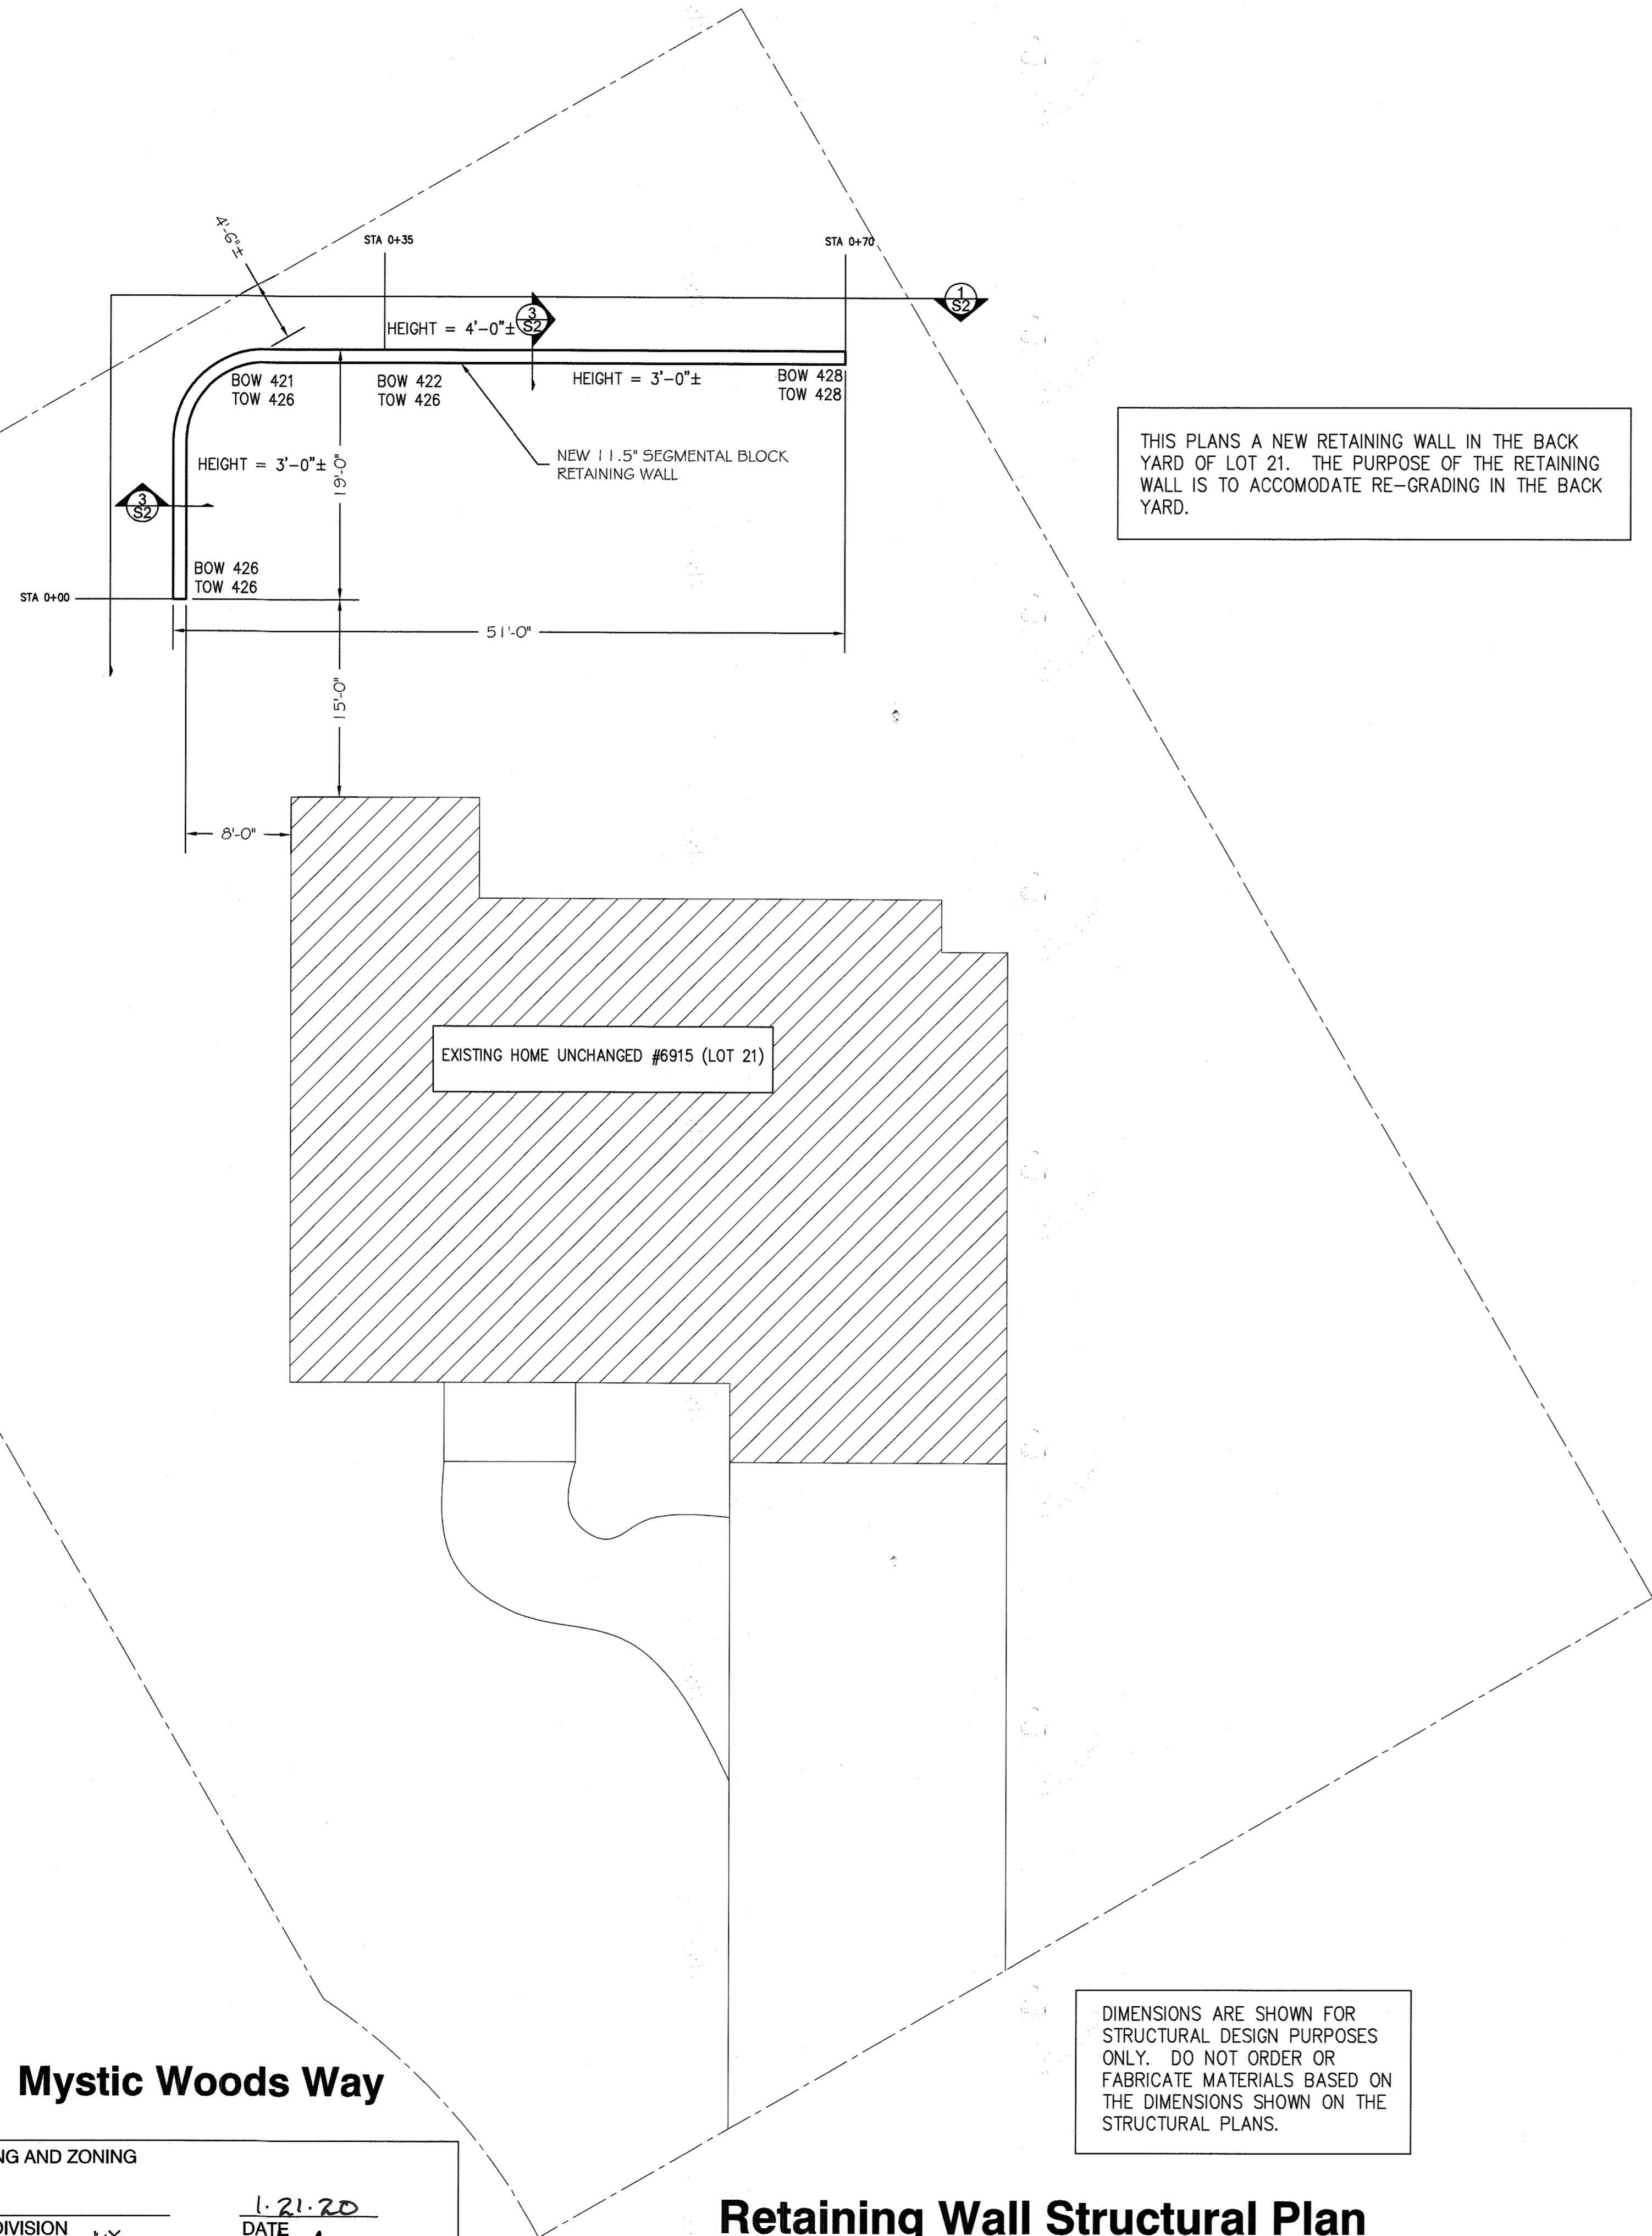 4'-6"±
STA 0+35
STA 0+70
1
S2
3
S2
HEIGHT = 4'-0"±
BOW 421
TOW 426
BOW 422
TOW 426
HEIGHT = 3'-0"±
BOW 428
TOW 428
THIS PLANS A NEW RETAINING WALL IN THE BACK
YARD OF LOT 21. THE PURPOSE OF THE RETAINING
WALL IS TO ACCOMODATE RE-GRADING IN THE BACK
YARD.
NEW 11.5" SEGMENTAL BLOCK
RETAINING WALL
HEIGHT = 3'-0"±
19'-0"
3
S2
BOW 426
TOW 426
STA 0+00
51'-0"
15'-0"
8'-0"
EXISTING HOME UNCHANGED #6915 (LOT 21)
DIMENSIONS ARE SHOWN FOR
STRUCTURAL DESIGN PURPOSES
ONLY. DO NOT ORDER OR
FABRICATE MATERIALS BASED ON
THE DIMENSIONS SHOWN ON THE
STRUCTURAL PLANS.
Mystic Woods Way
NG AND ZONING
1.21.20
DIVISION
DATE
Retaining Wall Structural Plan